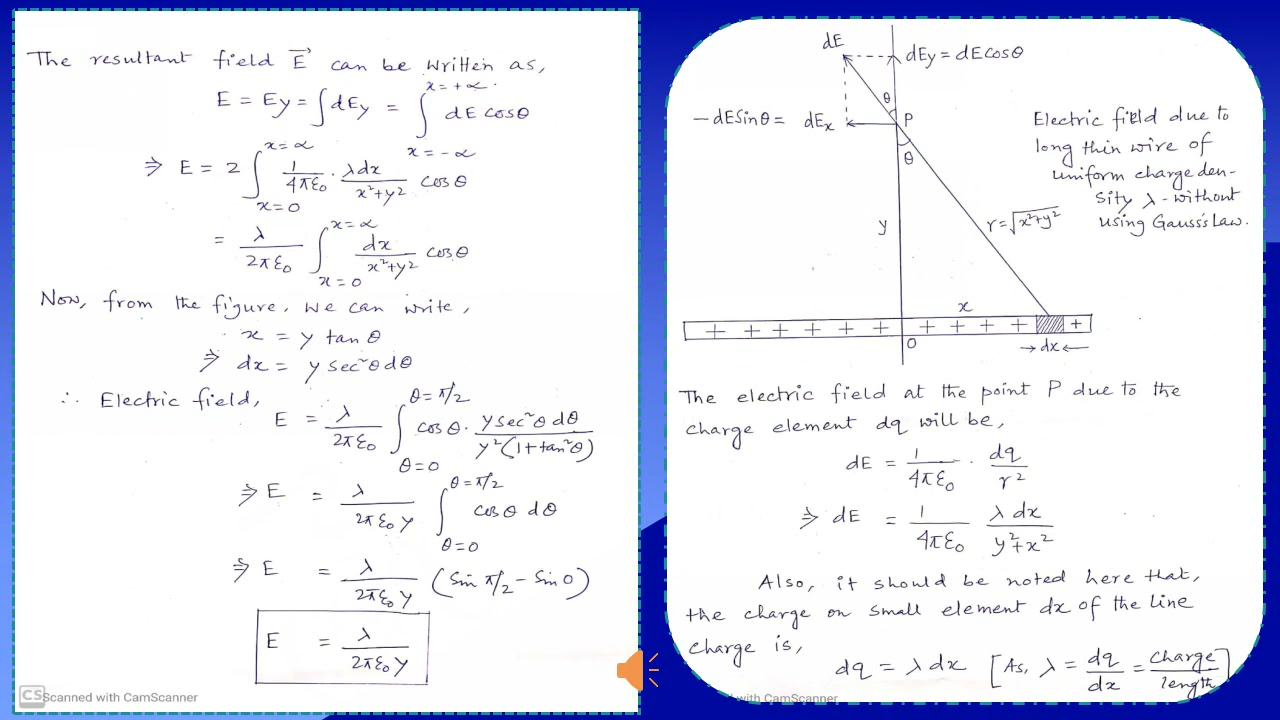 The resultant field E⃗ can be written as,
E = Ey = ∫dEy = ∫_{x=-α}^{x=+α} dE cosθ
⇒ E = 2 ∫_{x=0}^{x=α} 1/4πε₀ · λdx/x²+y² cosθ
= λ/2πε₀ ∫_{x=0}^{x=α} dx/x²+y² cosθ
Now, from the figure, we can write,
x = y tanθ
⇒ dx = y sec²θ dθ
∴ Electric field,
E = λ/2πε₀ ∫_{θ=0}^{θ=π/2} cosθ · y sec²θ dθ/y²(1+tan²θ)
⇒ E = λ/2πε₀y ∫_{θ=0}^{θ=π/2} cosθ dθ
⇒ E = λ/2πε₀y (Sin π/2 – Sin 0)
E = λ/2πε₀y
CS Scanned with CamScanner
dE
dEy = dE cosθ
θ
- dE Sinθ = dEx
P
θ
y
r = √x²+y²
x
+ + + + + + + + + + +
O
→ dx ←
Electric field due to
long thin wire of
uniform charge den-
sity λ - without
using Gauss's Law.
The electric field at the point P due to the
charge element dq will be,
dE = 1/4πε₀ · dq/r²
⇒ dE = 1/4πε₀ λ dx/y²+x²
Also, it should be noted here that,
the charge on small element dx of the line
charge is,
dq = λ dx [As, λ = dq/dx = charge/length]
d with CamScanner